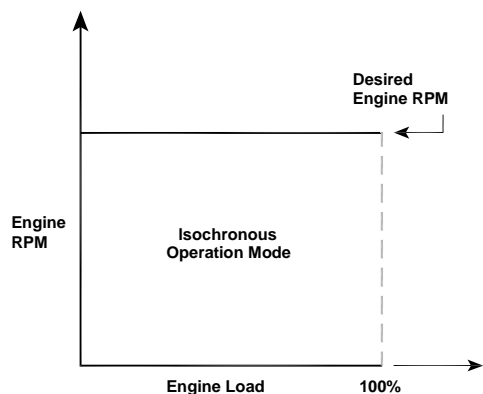 Desired
Engine RPM
Engine
RPM
Isochronous
Operation Mode
Engine Load
100%